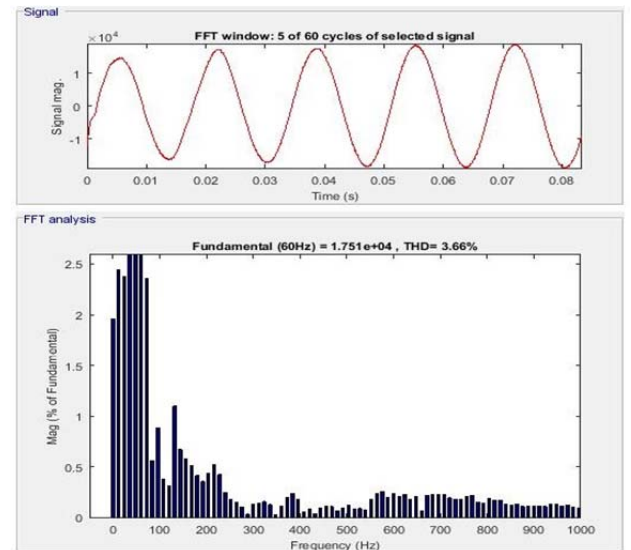 Signal
×10^4
FFT window: 5 of 60 cycles of selected signal
Signal mag.
1
0
-1
0 0.01 0.02 0.03 0.04 0.05 0.06 0.07 0.08
Time (s)
FFT analysis
Fundamental (60Hz) = 1.751e+04 , THD= 3.66%
Mag (% of Fundamental)
2.5
2
1.5
1
0.5
0
0 100 200 300 400 500 600 700 800 900 1000
Frequency (Hz)